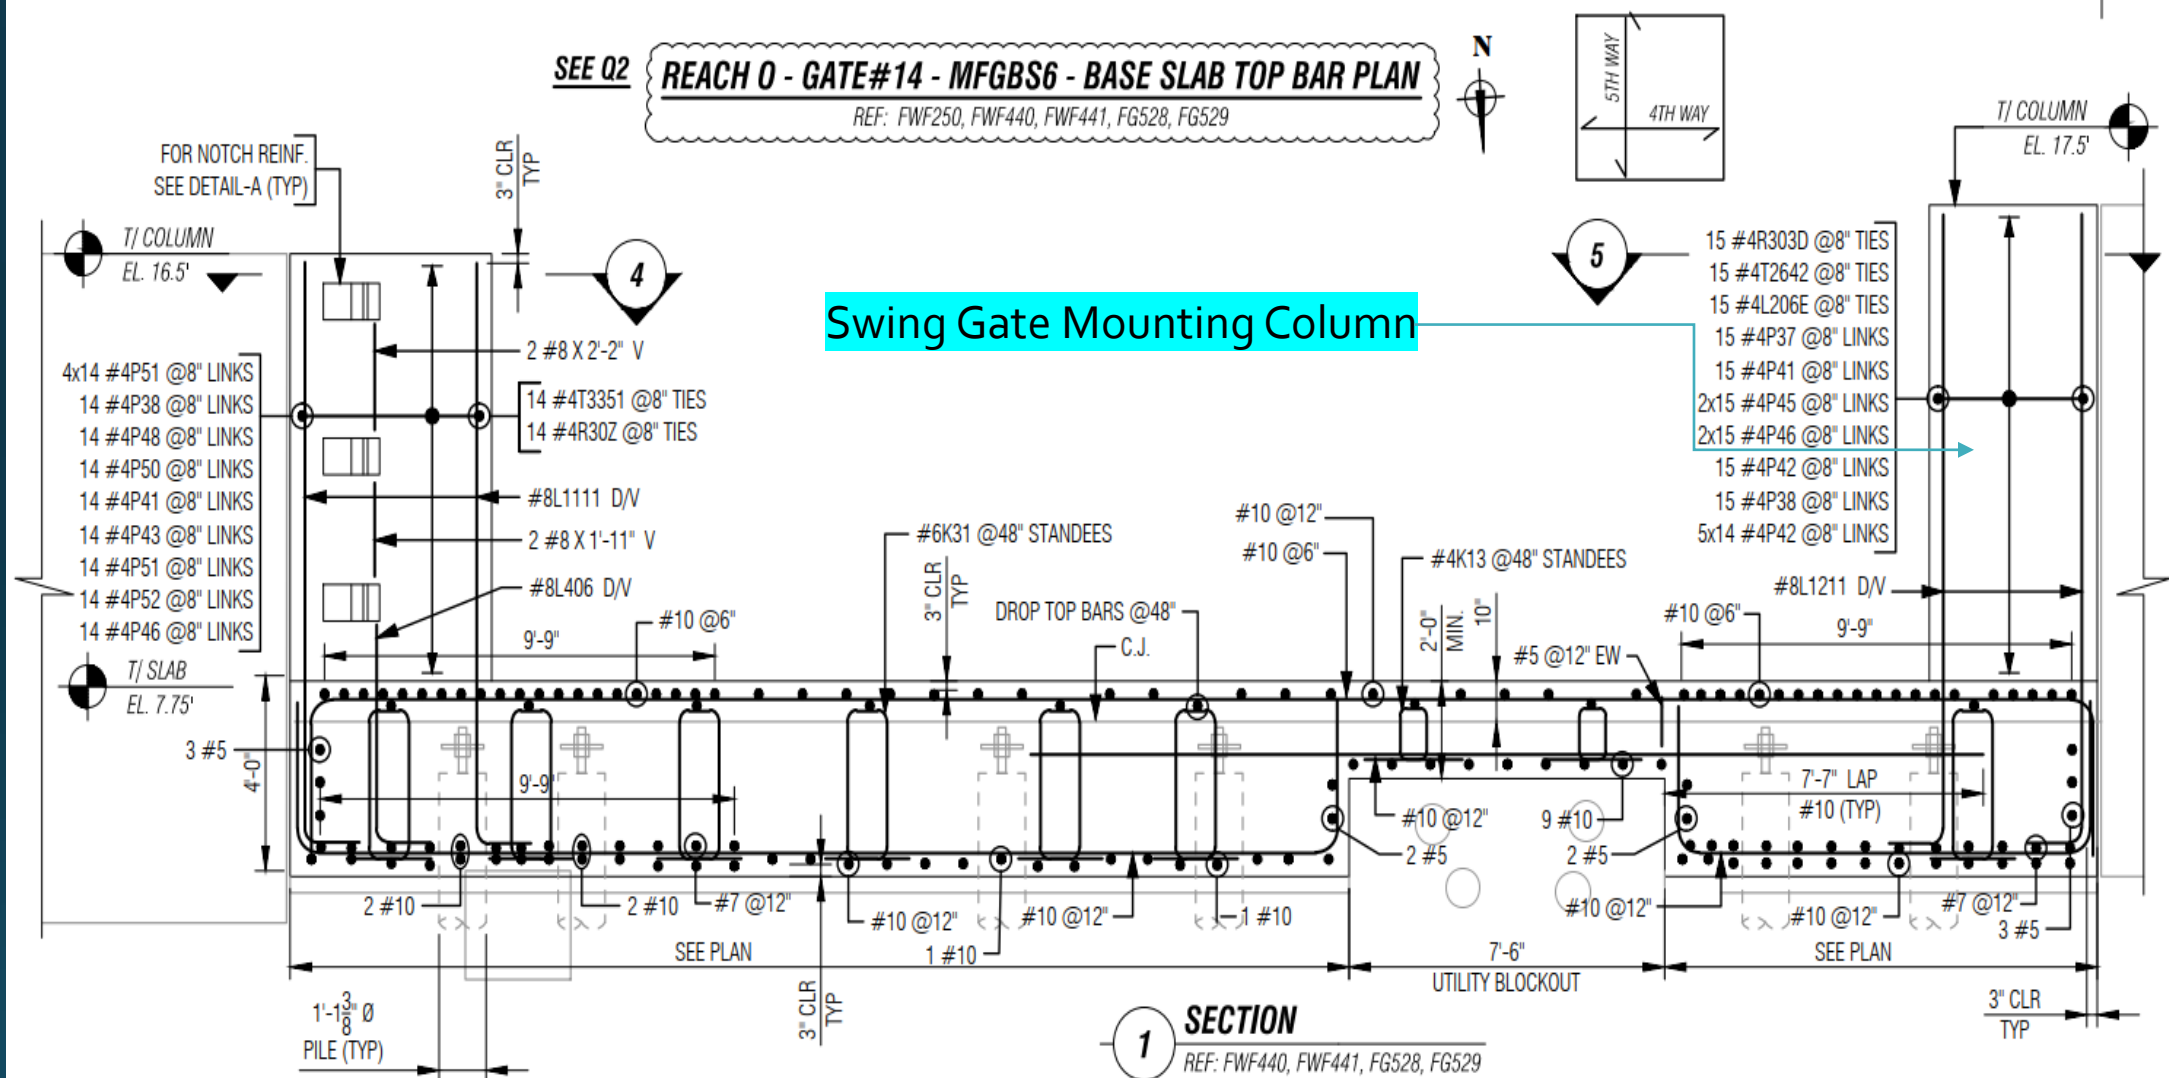 SEE Q2
REACH O - GATE#14 - MFGBS6 - BASE SLAB TOP BAR PLAN
REF: FWF250, FWF440, FWF441, FG528, FG529
N
5TH WAY
4TH WAY
T/ COLUMN
EL. 17.5'
FOR NOTCH REINF.
SEE DETAIL-A (TYP)
3" CLR
TYP
T/ COLUMN
EL. 16.5'
4
5
Swing Gate Mounting Column
15 #4R303D @8" TIES
15 #4T2642 @8" TIES
15 #4L206E @8" TIES
15 #4P37 @8" LINKS
15 #4P41 @8" LINKS
2x15 #4P45 @8" LINKS
2x15 #4P46 @8" LINKS
15 #4P42 @8" LINKS
15 #4P38 @8" LINKS
5x14 #4P42 @8" LINKS
2 #8 X 2'-2" V
4x14 #4P51 @8" LINKS
14 #4P38 @8" LINKS
14 #4P48 @8" LINKS
14 #4P50 @8" LINKS
14 #4P41 @8" LINKS
14 #4P43 @8" LINKS
14 #4P51 @8" LINKS
14 #4P52 @8" LINKS
14 #4P46 @8" LINKS
14 #4T3351 @8" TIES
14 #4R30Z @8" TIES
#8L1111 D/V
2 #8 X 1'-11" V
#8L406 D/V
#6K31 @48" STANDEES
#10 @12"
#10 @6"
#4K13 @48" STANDEES
#8L1211 D/V
3" CLR
TYP
DROP TOP BARS @48"
C.J.
2'-0"
MIN.
10"
#5 @12" EW
#10 @6"
9'-9"
#10 @6"
9'-9"
T/ SLAB
EL. 7.75'
3 #5
4'-0"
9'-9"
7'-7" LAP
#10 (TYP)
#10 @12"
9 #10
2 #5
2 #5
2 #10
2 #10
#7 @12"
#10 @12"
1 #10
#10 @12"
1 #10
#10 @12"
#10 @12"
#7 @12"
3 #5
SEE PLAN
7'-6"
UTILITY BLOCKOUT
SEE PLAN
3" CLR
TYP
1'-1 3/8" Ø
PILE (TYP)
3" CLR
TYP
1
SECTION
REF: FWF440, FWF441, FG528, FG529